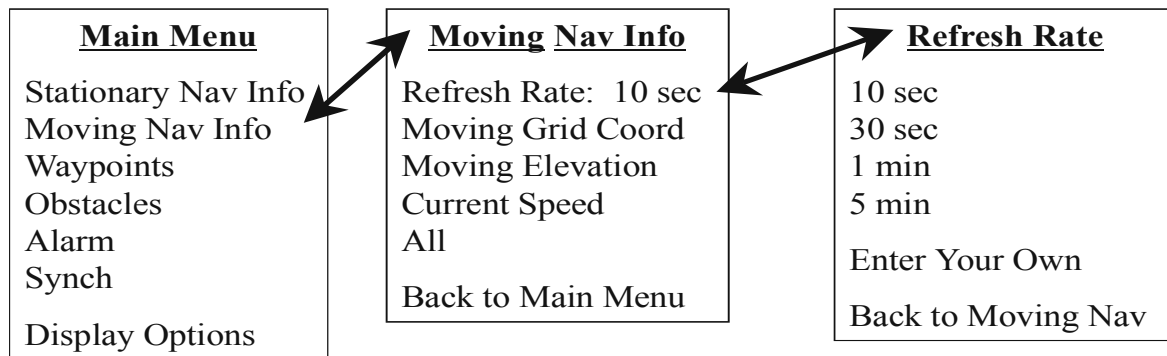 Main Menu
Stationary Nav Info
Moving Nav Info
Waypoints
Obstacles
Alarm
Synch
Display Options
Moving Nav Info
Refresh Rate: 10 sec
Moving Grid Coord
Moving Elevation
Current Speed
All
Back to Main Menu
Refresh Rate
10 sec
30 sec
1 min
5 min
Enter Your Own
Back to Moving Nav